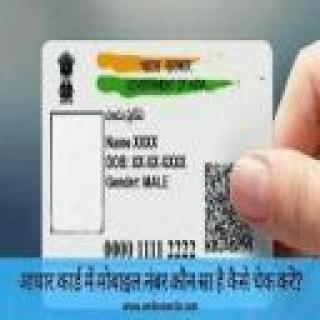 भारत सरकार
Name XXXX
DOB: XX-XX-XXXX
Gender: MALE
0000 1111 2222
आधार कार्ड में मोबाइल नंबर कौन सा है कैसे चेक करें?